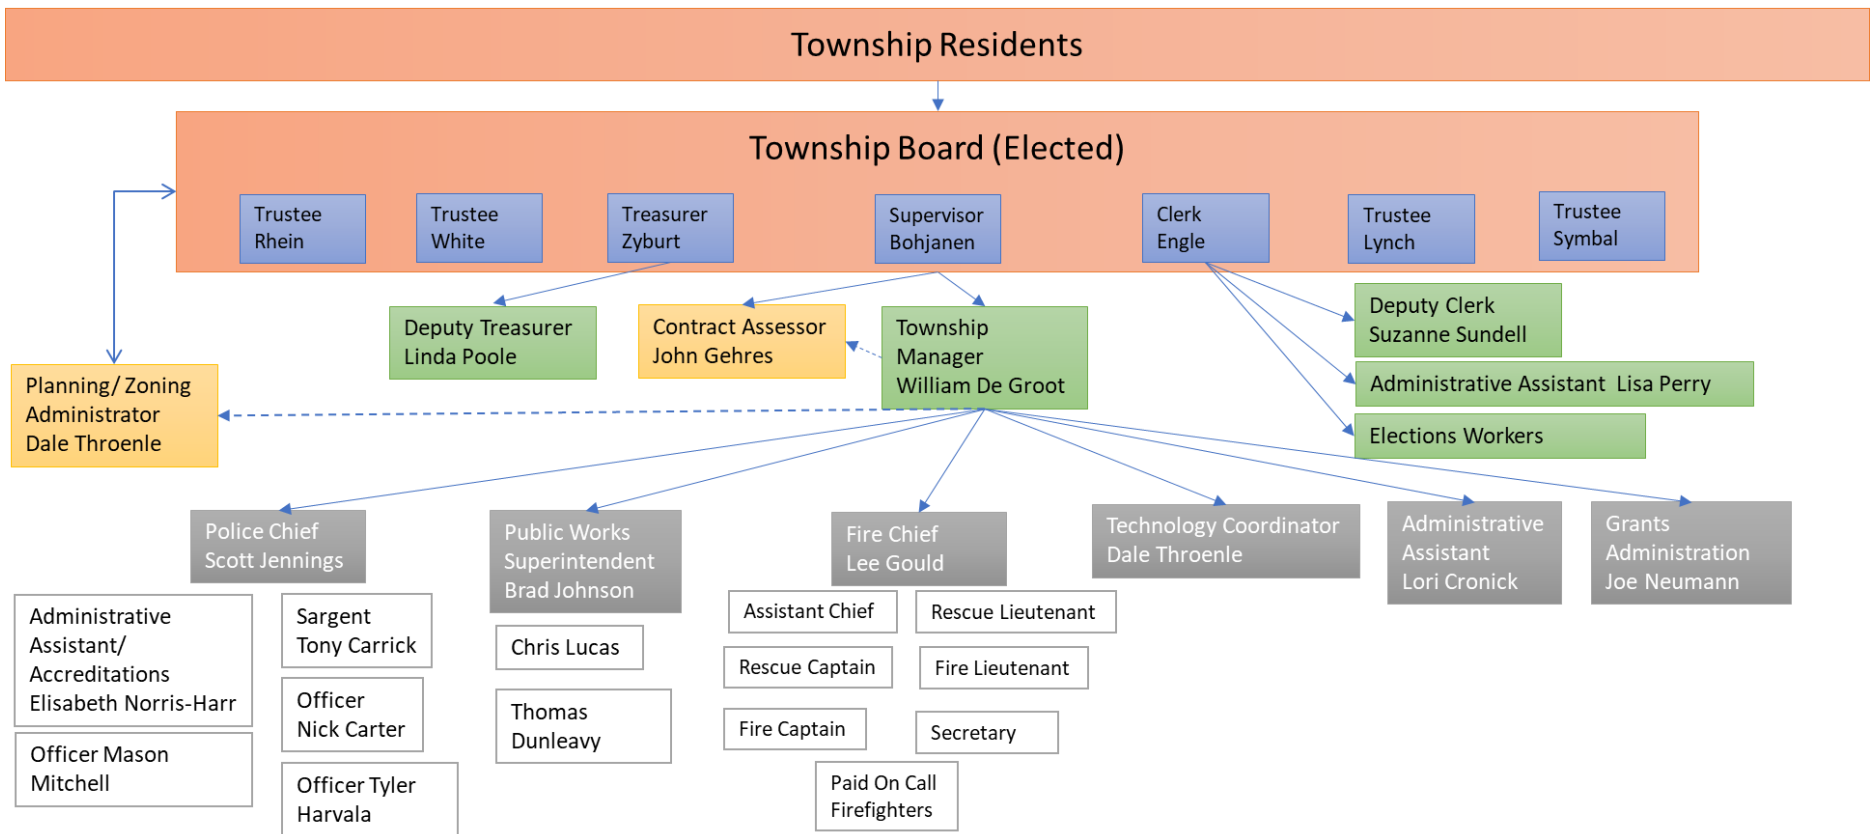 Township Residents
Township Board (Elected)
Trustee
Rhein
Trustee
White
Treasurer
Zyburt
Supervisor
Bohjanen
Clerk
Engle
Trustee
Lynch
Trustee
Symbal
Deputy Treasurer
Linda Poole
Contract Assessor
John Gehres
Township
Manager
William De Groot
Deputy Clerk
Suzanne Sundell
Administrative Assistant  Lisa Perry
Elections Workers
Planning/ Zoning
Administrator
Dale Throenle
Police Chief
Scott Jennings
Public Works
Superintendent
Brad Johnson
Fire Chief
Lee Gould
Technology Coordinator
Dale Throenle
Administrative
Assistant
Lori Cronick
Grants
Administration
Joe Neumann
Administrative
Assistant/
Accreditations
Elisabeth Norris-Harr
Officer Mason
Mitchell
Sargent
Tony Carrick
Officer
Nick Carter
Officer Tyler
Harvala
Chris Lucas
Thomas
Dunleavy
Assistant Chief
Rescue Lieutenant
Rescue Captain
Fire Lieutenant
Fire Captain
Secretary
Paid On Call
Firefighters